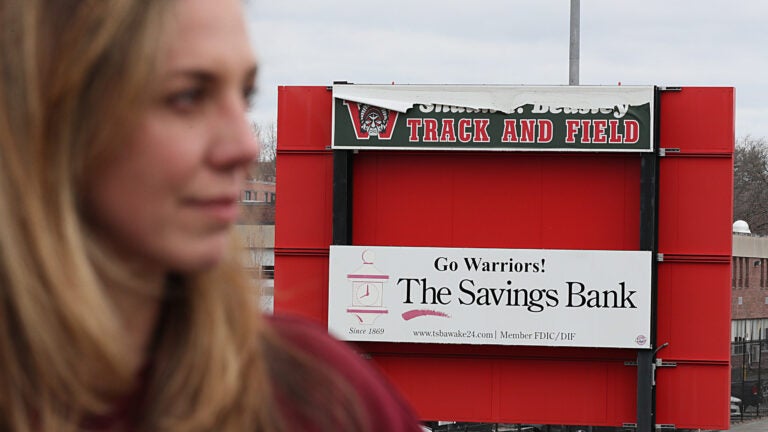 TRACK AND FIELD
Go Warriors!
The Savings Bank
Since 1869
www.tsbawake24.com | Member FDIC/DIF